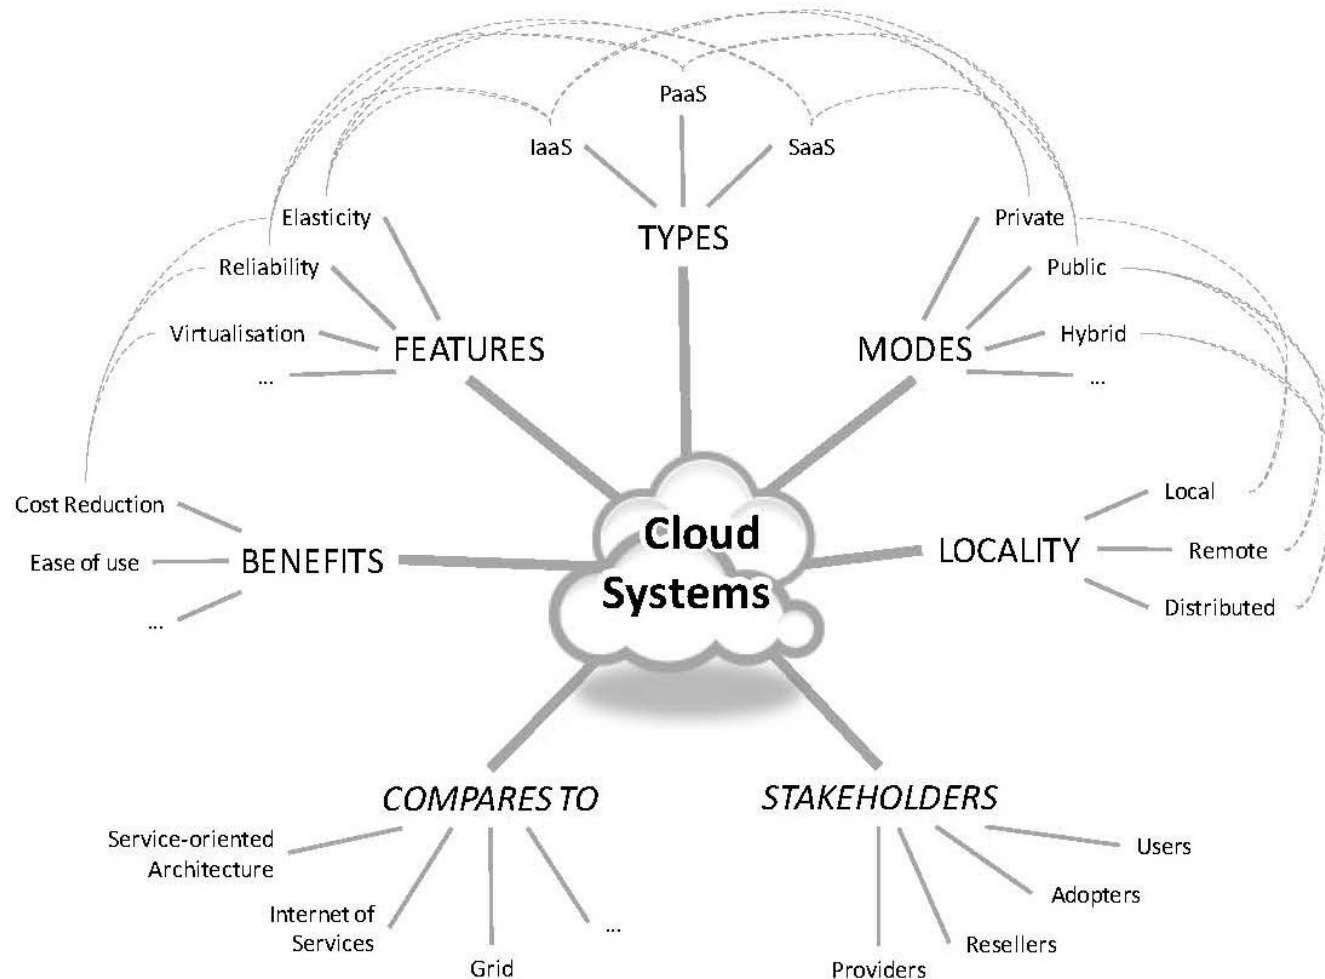 PaaS
IaaS
SaaS
TYPES
Elasticity
Reliability
Virtualisation
...
FEATURES
Private
Public
Hybrid
...
MODES
Cost Reduction
Ease of use
...
BENEFITS
Cloud
Systems
LOCALITY
Local
Remote
Distributed
COMPARES TO
Service-oriented
Architecture
Internet of
Services
Grid
...
STAKEHOLDERS
Users
Adopters
Resellers
Providers